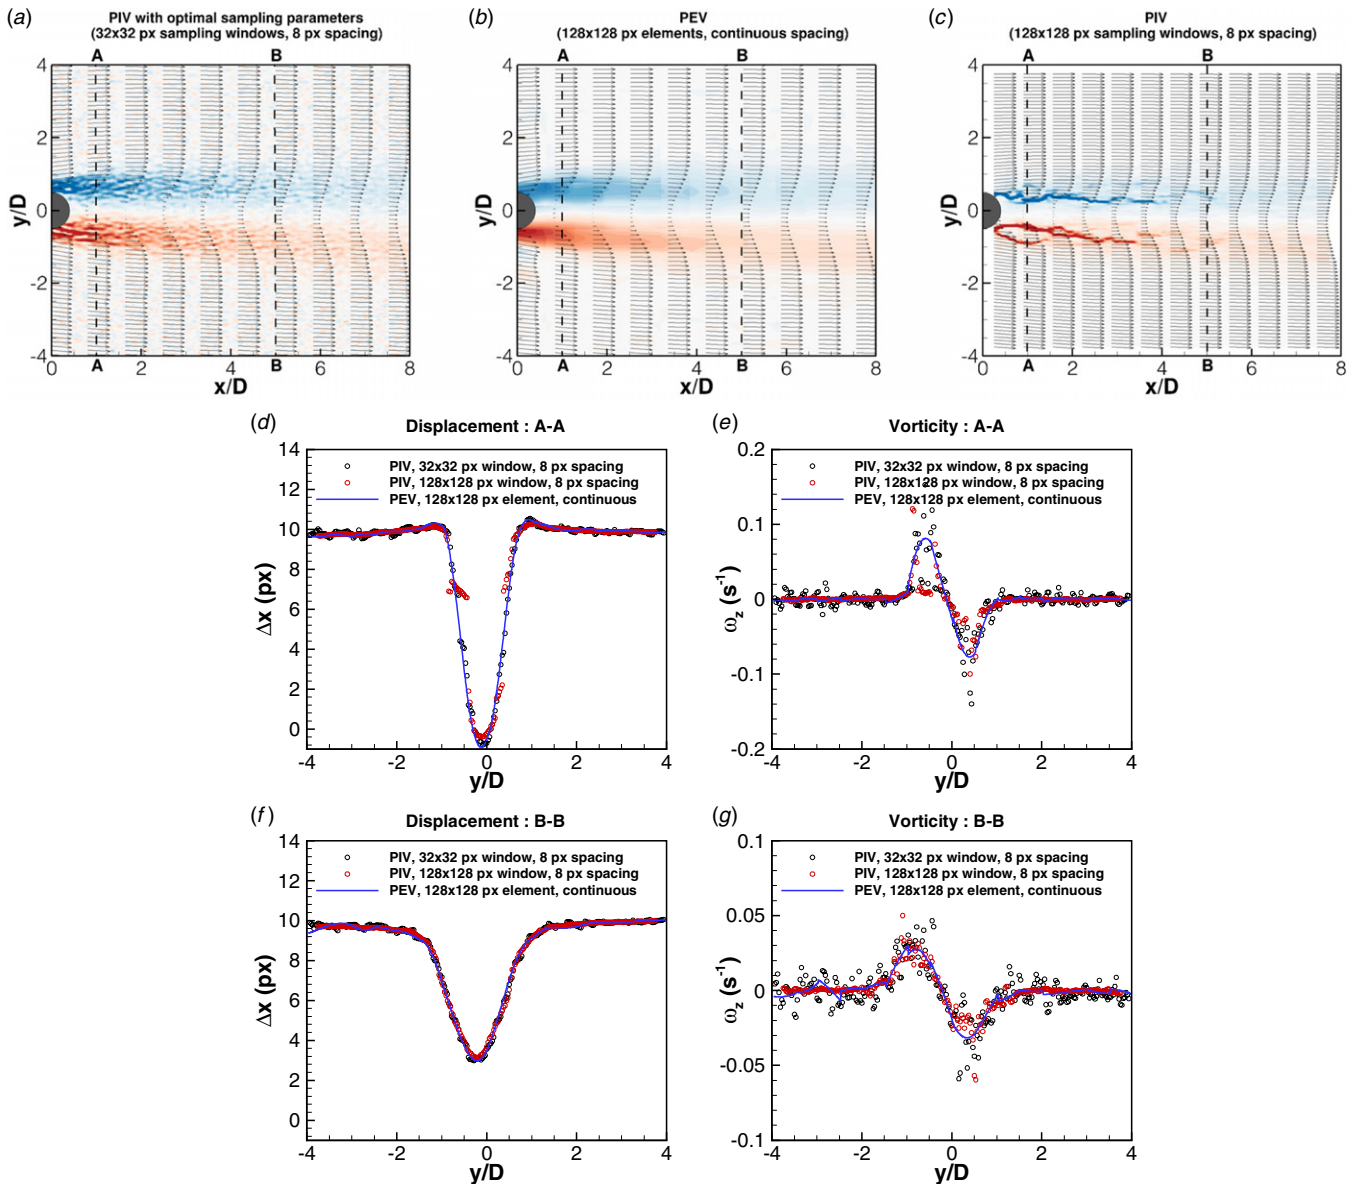 (a)
PIV with optimal sampling parameters
(32x32 px sampling windows, 8 px spacing)
A B
4
2
0
-2
-4
y/D
A B
0 2 4 6 8
x/D
(b)
PEV
(128x128 px elements, continuous spacing)
A B
4
2
0
-2
-4
y/D
A B
0 2 4 6 8
x/D
(c)
PIV
(128x128 px sampling windows, 8 px spacing)
A B
4
2
0
-2
-4
y/D
A B
0 2 4 6 8
x/D
(d)
Displacement : A-A
PIV, 32x32 px window, 8 px spacing
PIV, 128x128 px window, 8 px spacing
PEV, 128x128 px element, continuous
14
12
10
8
6
4
2
0
Δx (px)
-4 -2 0 2 4
y/D
(e)
Vorticity : A-A
PIV, 32x32 px window, 8 px spacing
PIV, 128x128 px window, 8 px spacing
PEV, 128x128 px element, continuous
0.2
0.1
0
-0.1
-0.2
ωz (s-1)
-4 -2 0 2 4
y/D
(f)
Displacement : B-B
PIV, 32x32 px window, 8 px spacing
PIV, 128x128 px window, 8 px spacing
PEV, 128x128 px element, continuous
14
12
10
8
6
4
2
0
Δx (px)
-4 -2 0 2 4
y/D
(g)
Vorticity : B-B
PIV, 32x32 px window, 8 px spacing
PIV, 128x128 px window, 8 px spacing
PEV, 128x128 px element, continuous
0.1
0.05
0
-0.05
-0.1
ωz (s-1)
-4 -2 0 2 4
y/D